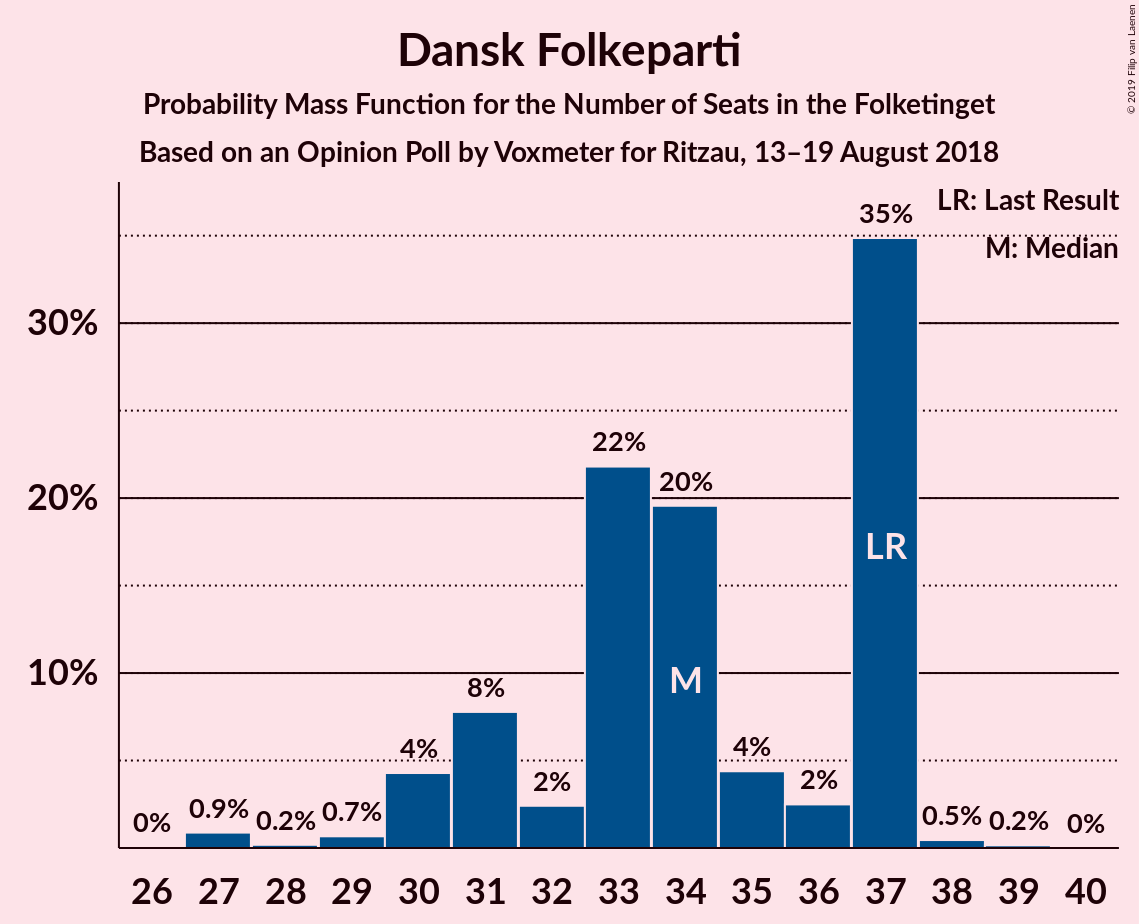 Dansk Folkeparti
Probability Mass Function for the Number of Seats in the Folketinget
Based on an Opinion Poll by Voxmeter for Ritzau, 13–19 August 2018
© 2019 Filip van Laenen
LR: Last Result
M: Median
30%
20%
10%
0%
0.9%
0.2%
0.7%
4%
8%
2%
22%
20%
4%
2%
35%
0.5%
0.2%
0%
M
LR
26 27 28 29 30 31 32 33 34 35 36 37 38 39 40